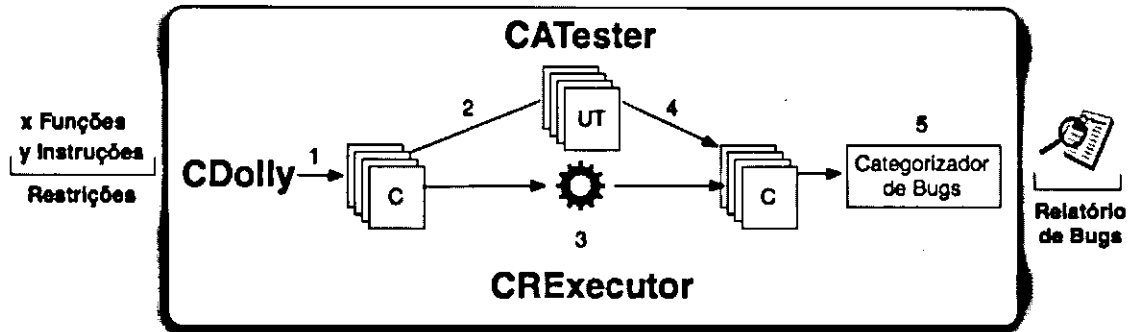 CATester
x Funções
y Instruções
Restrições
CDolly
1
C
2
UT
4
3
C
5
Categorizador
de Bugs
Relatório
de Bugs
CRExecutor